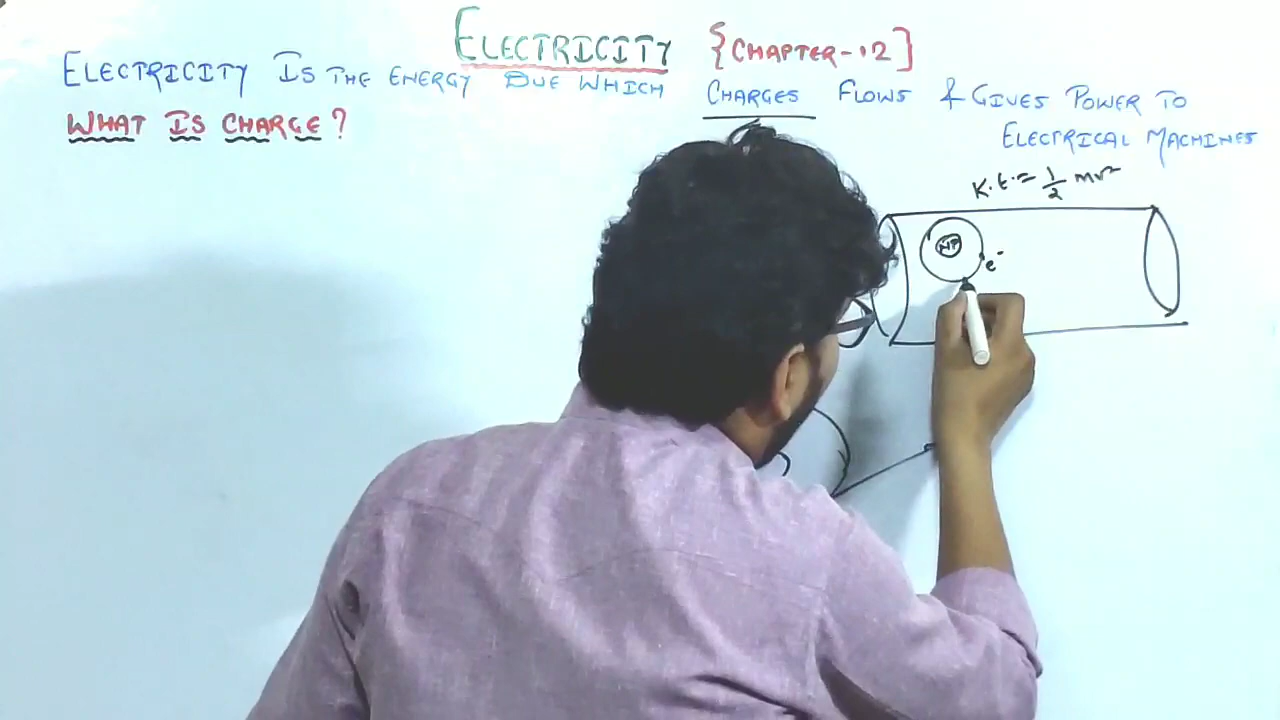 ELECTRICITY {CHAPTER-12]
ELECTRICITY IS THE ENERGY DUE WHICH CHARGES FLOWS & GIVES POWER TO
ELECTRICAL MACHINES
WHAT IS CHARGE?
K.E.= 1/2 mv²
NP
e⁻